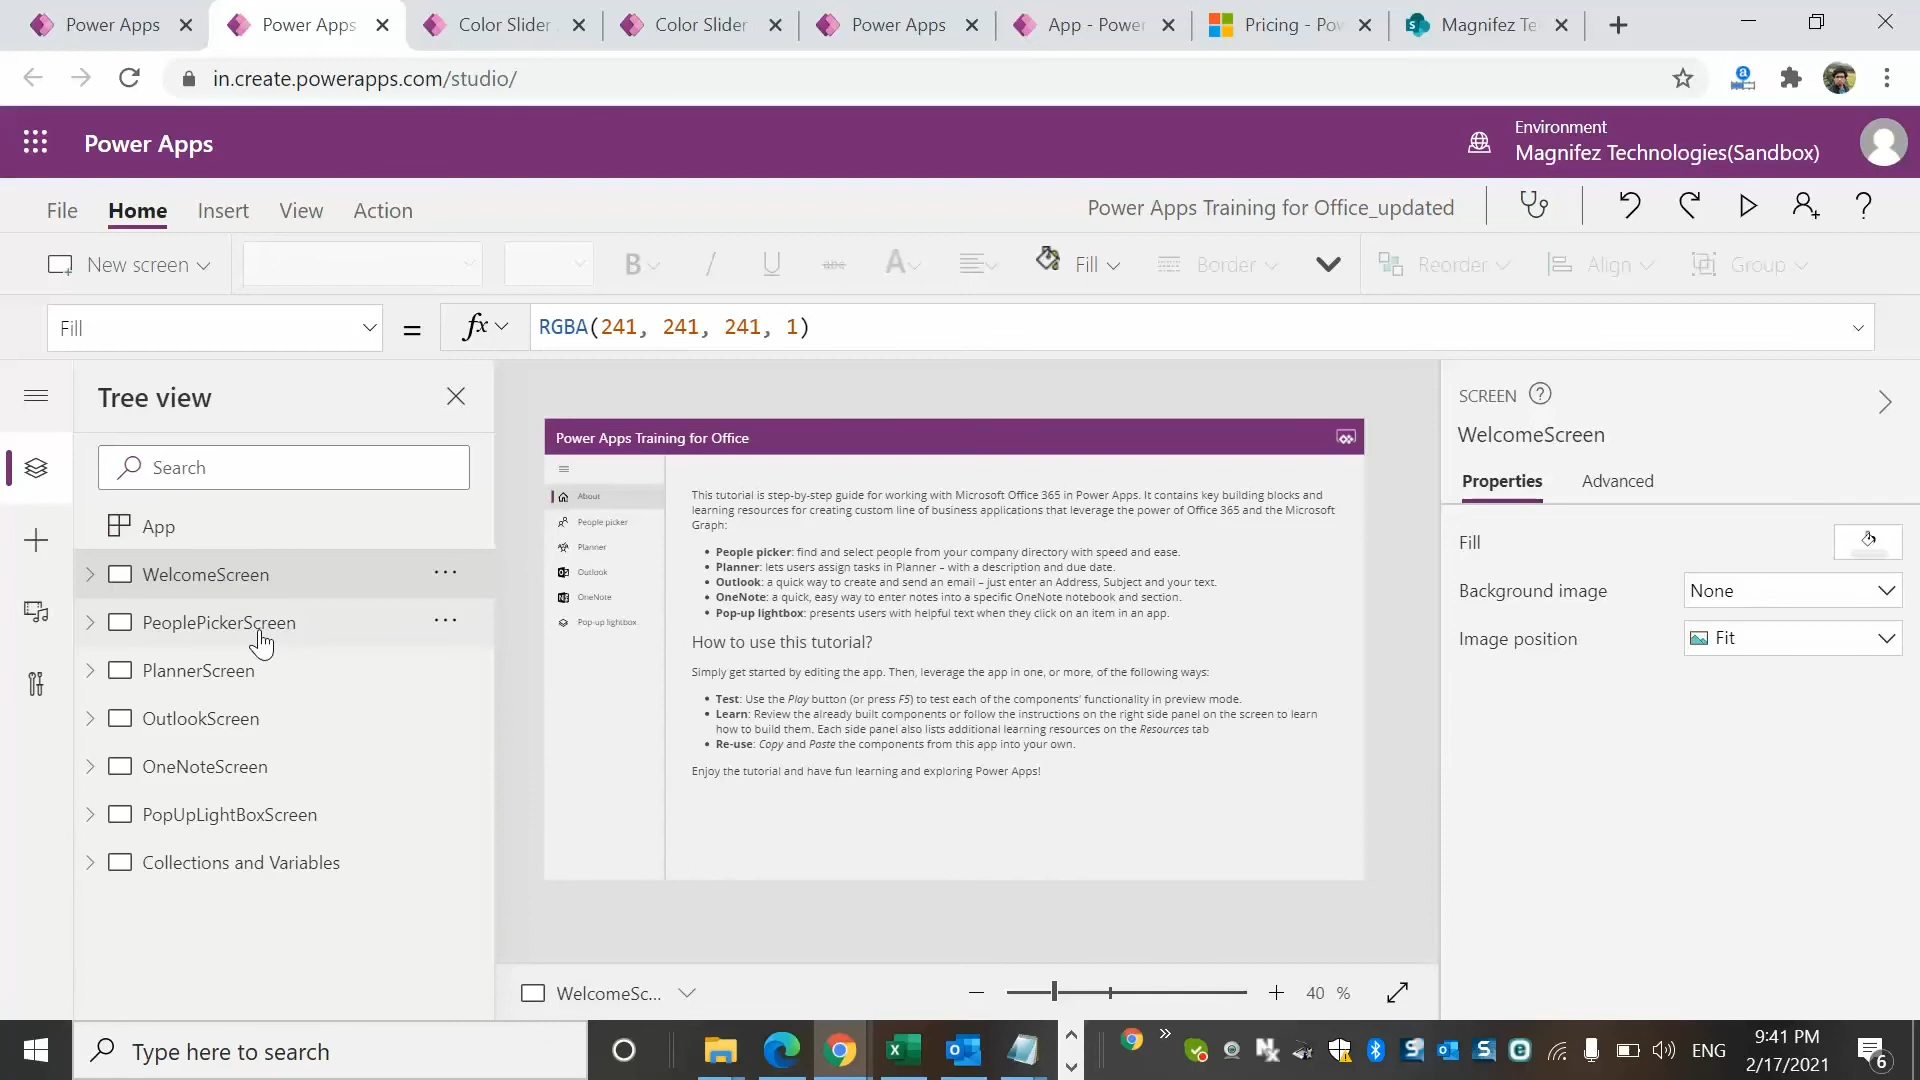 Power Apps
Power Apps
Color Slider
Color Slider
Power Apps
App - Power
Pricing - Pow
Magnifez Te
in.create.powerapps.com/studio/
Power Apps
Environment
Magnifez Technologies(Sandbox)
File Home Insert View Action
Power Apps Training for Office_updated
New screen
B / U abc A
Fill
Border
Reorder
Align
Group
Fill
= fx
RGBA(241, 241, 241, 1)
Tree view
Search
App
WelcomeScreen
PeoplePickerScreen
PlannerScreen
OutlookScreen
OneNoteScreen
PopUpLightBoxScreen
Collections and Variables
Power Apps Training for Office
About
People picker
Planner
Outlook
OneNote
Pop-up lightbox
This tutorial is step-by-step guide for working with Microsoft Office 365 in Power Apps. It contains key building blocks and
learning resources for creating custom line of business applications that leverage the power of Office 365 and the Microsoft
Graph:
• People picker: find and select people from your company directory with speed and ease.
• Planner: lets users assign tasks in Planner – with a description and due date.
• Outlook: a quick way to create and send an email – just enter an Address, Subject and your text.
• OneNote: a quick, easy way to enter notes into a specific OneNote notebook and section.
• Pop-up lightbox: presents users with helpful text when they click on an item in an app.
How to use this tutorial?
Simply get started by editing the app. Then, leverage the app in one, or more, of the following ways:
• Test: Use the Play button (or press F5) to test each of the components' functionality in preview mode.
• Learn: Review the already built components or follow the instructions on the right side panel on the screen to learn
how to build them. Each side panel also lists additional learning resources on the Resources tab
• Re-use: Copy and Paste the components from this app into your own.
Enjoy the tutorial and have fun learning and exploring Power Apps!
SCREEN
WelcomeScreen
Properties Advanced
Fill
Background image None
Image position Fit
WelcomeSc...
40 %
Type here to search
ENG
9:41 PM
2/17/2021
6